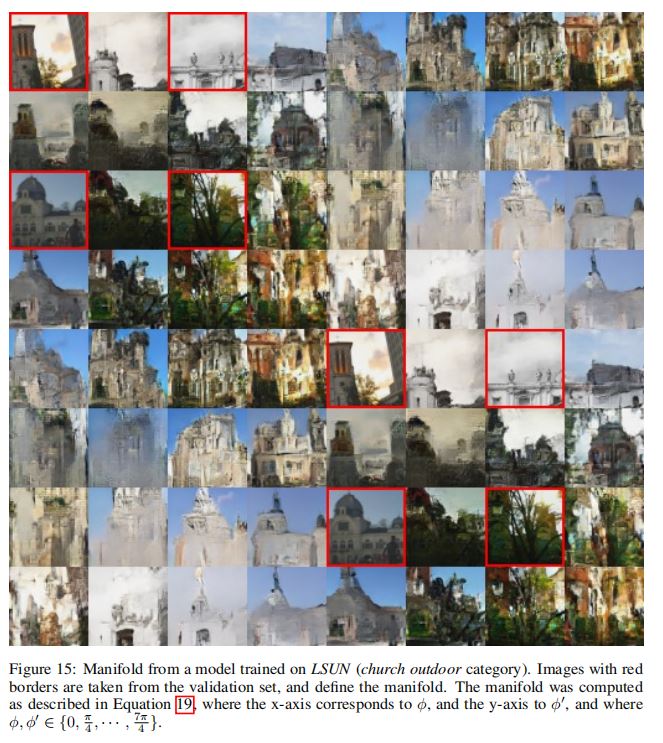 Figure 15: Manifold from a model trained on LSUN (church outdoor category). Images with red
borders are taken from the validation set, and define the manifold. The manifold was computed
as described in Equation 19, where the x-axis corresponds to ϕ, and the y-axis to ϕ′, and where
ϕ, ϕ′ ∈ {0, π/4, ⋯ , 7π/4}.